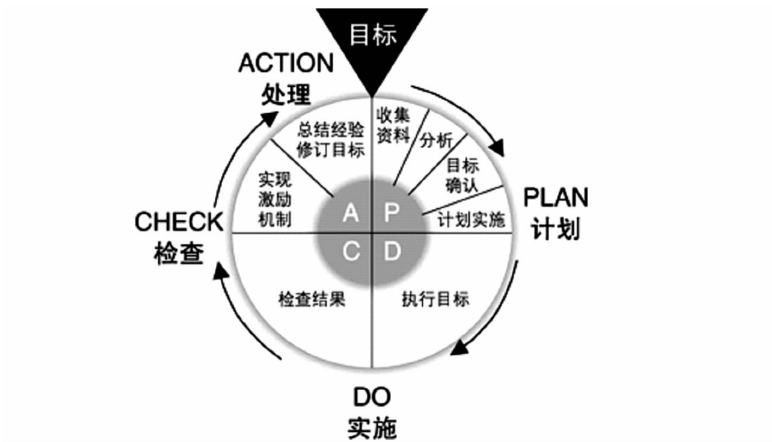 目标
ACTION
处理
总结经验
修订目标
收集
资料
分析
目标
确认
计划实施
实现
激励
机制
A
P
C
D
PLAN
计划
CHECK
检查
检查结果
执行目标
DO
实施